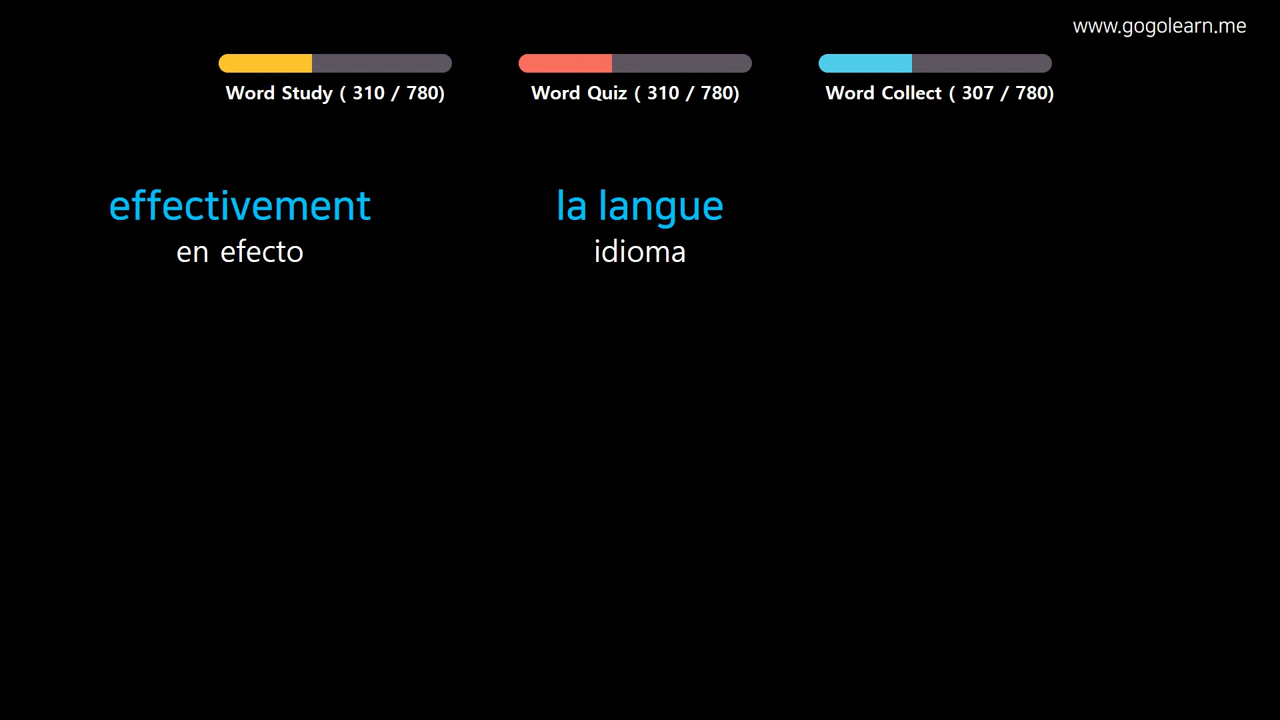 www.gogolearn.me
Word Study ( 310 / 780)
Word Quiz ( 310 / 780)
Word Collect ( 307 / 780)
effectivement
en efecto
la langue
idioma